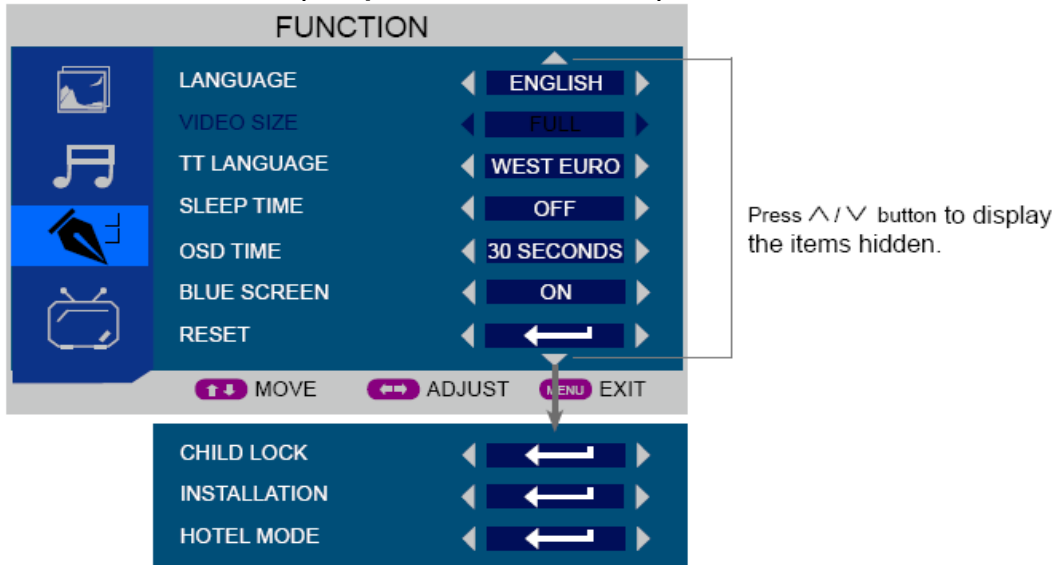 FUNCTION
LANGUAGE ENGLISH
VIDEO SIZE FULL
TT LANGUAGE WEST EURO
SLEEP TIME OFF
OSD TIME 30 SECONDS
BLUE SCREEN ON
RESET
MOVE ADJUST MENU EXIT
Press ∧/∨ button to display
the items hidden.
CHILD LOCK
INSTALLATION
HOTEL MODE